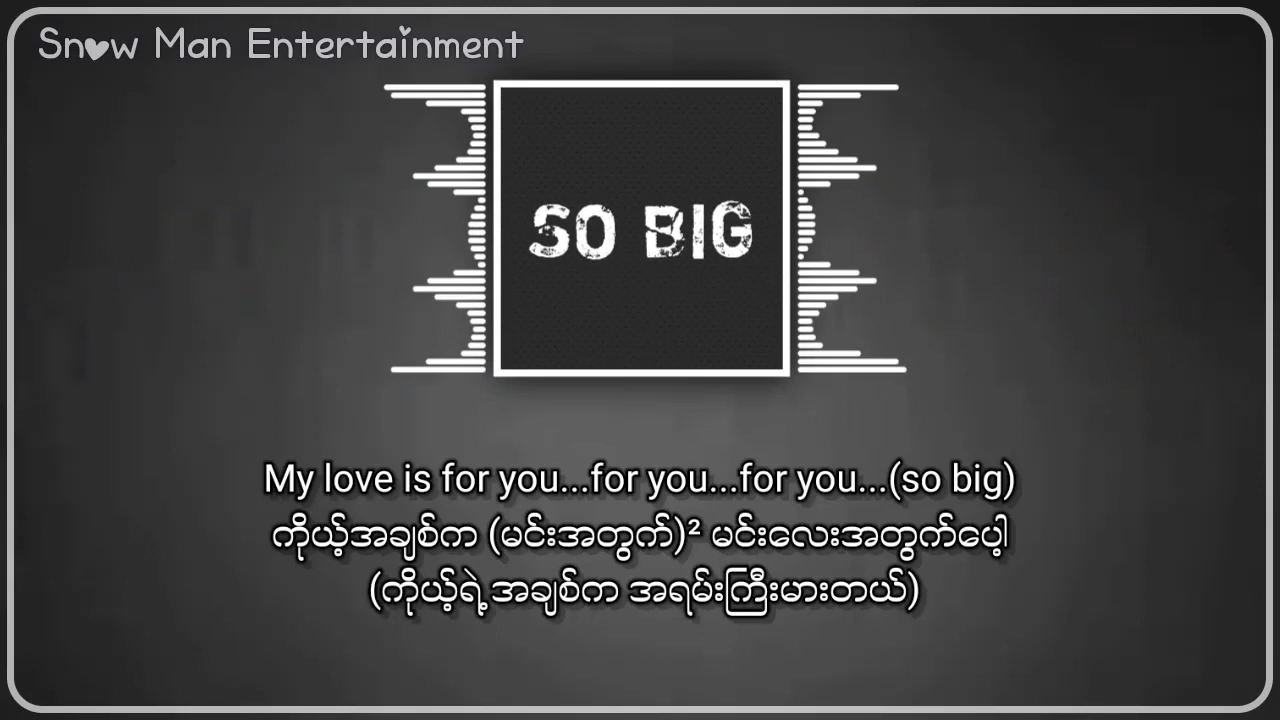 Snow Man Entertainment
SO BIG
My love is for you...for you...for you...(so big)
ကိုယ့်အချစ်က (မင်းအတွက်)² မင်းလေးအတွက်ပေါ့
(ကိုယ့်ရဲ့အချစ်က အရမ်းကြီးမားတယ်)